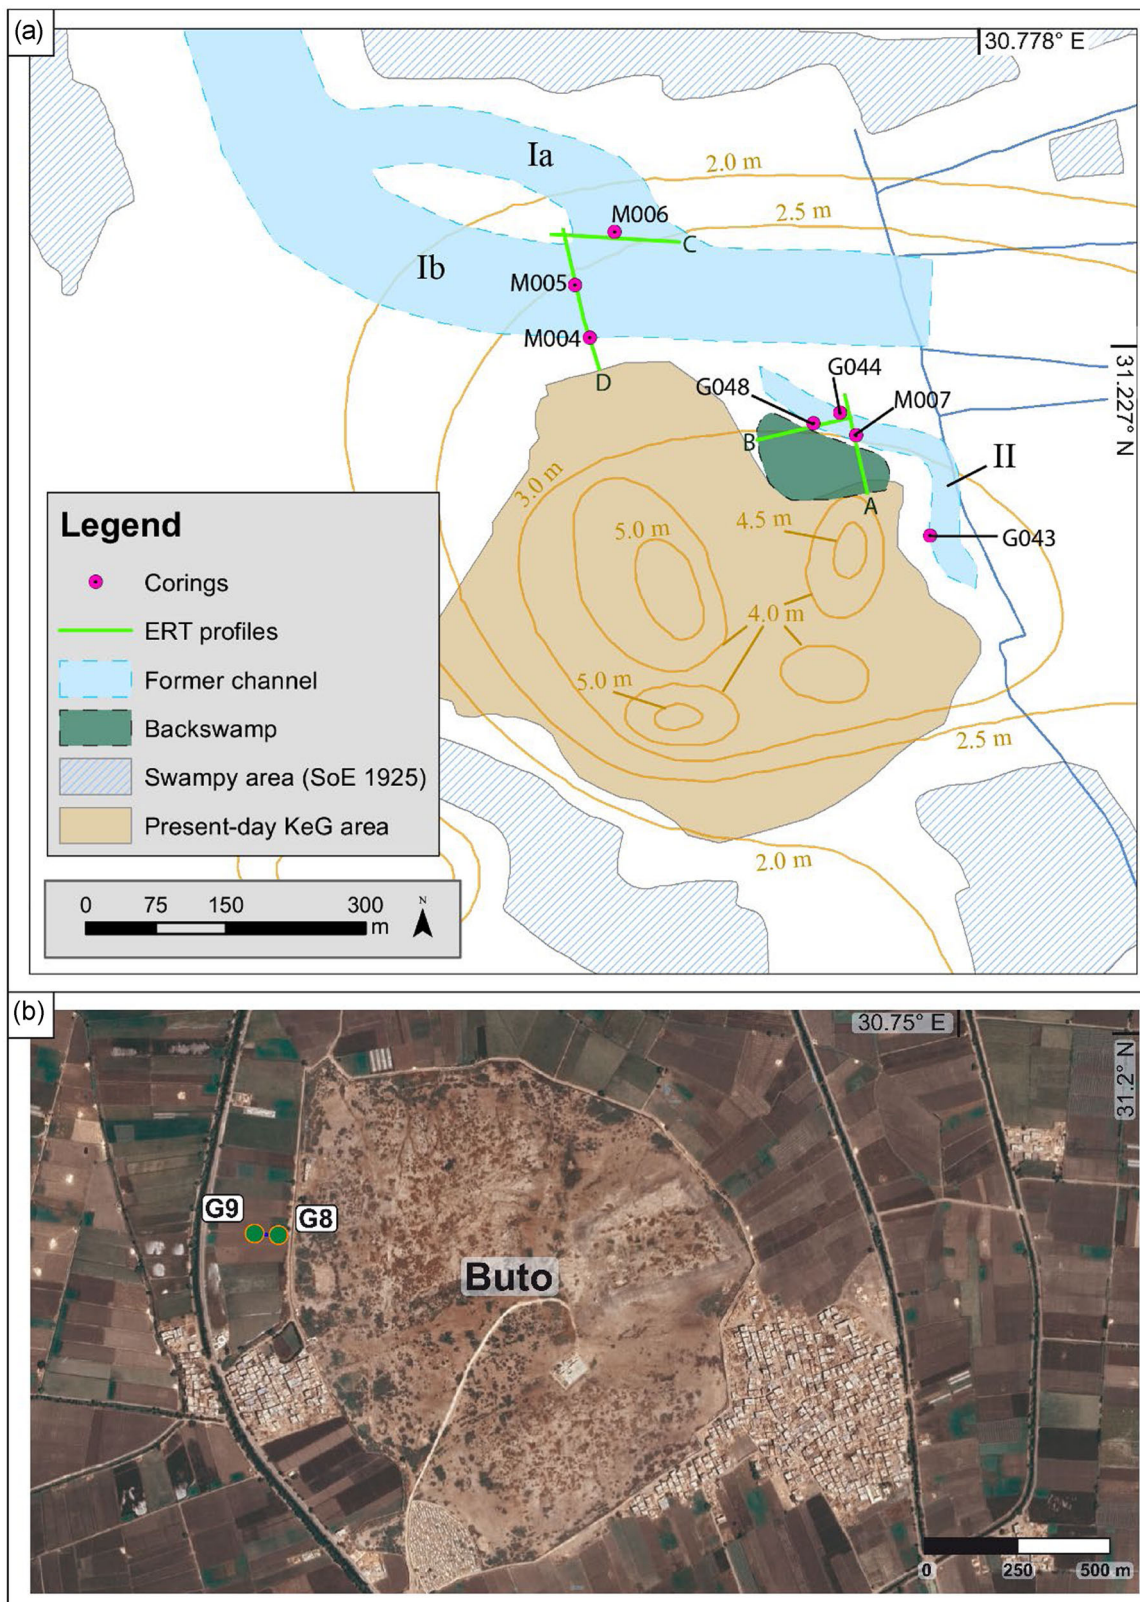 (a)
30.778° E
Ia
2.0 m
M006
2.5 m
C
Ib
M005
M004
31.227° N
D
G044
G048
M007
B
II
3.0 m
A
4.5 m
5.0 m
G043
4.0 m
5.0 m
2.5 m
2.0 m
Legend
Corings
ERT profiles
Former channel
Backswamp
Swampy area (SoE 1925)
Present-day KeG area
0 75 150 300
m
N
(b)
30.75° E
31.2° N
G9
G8
Buto
0 250 500 m